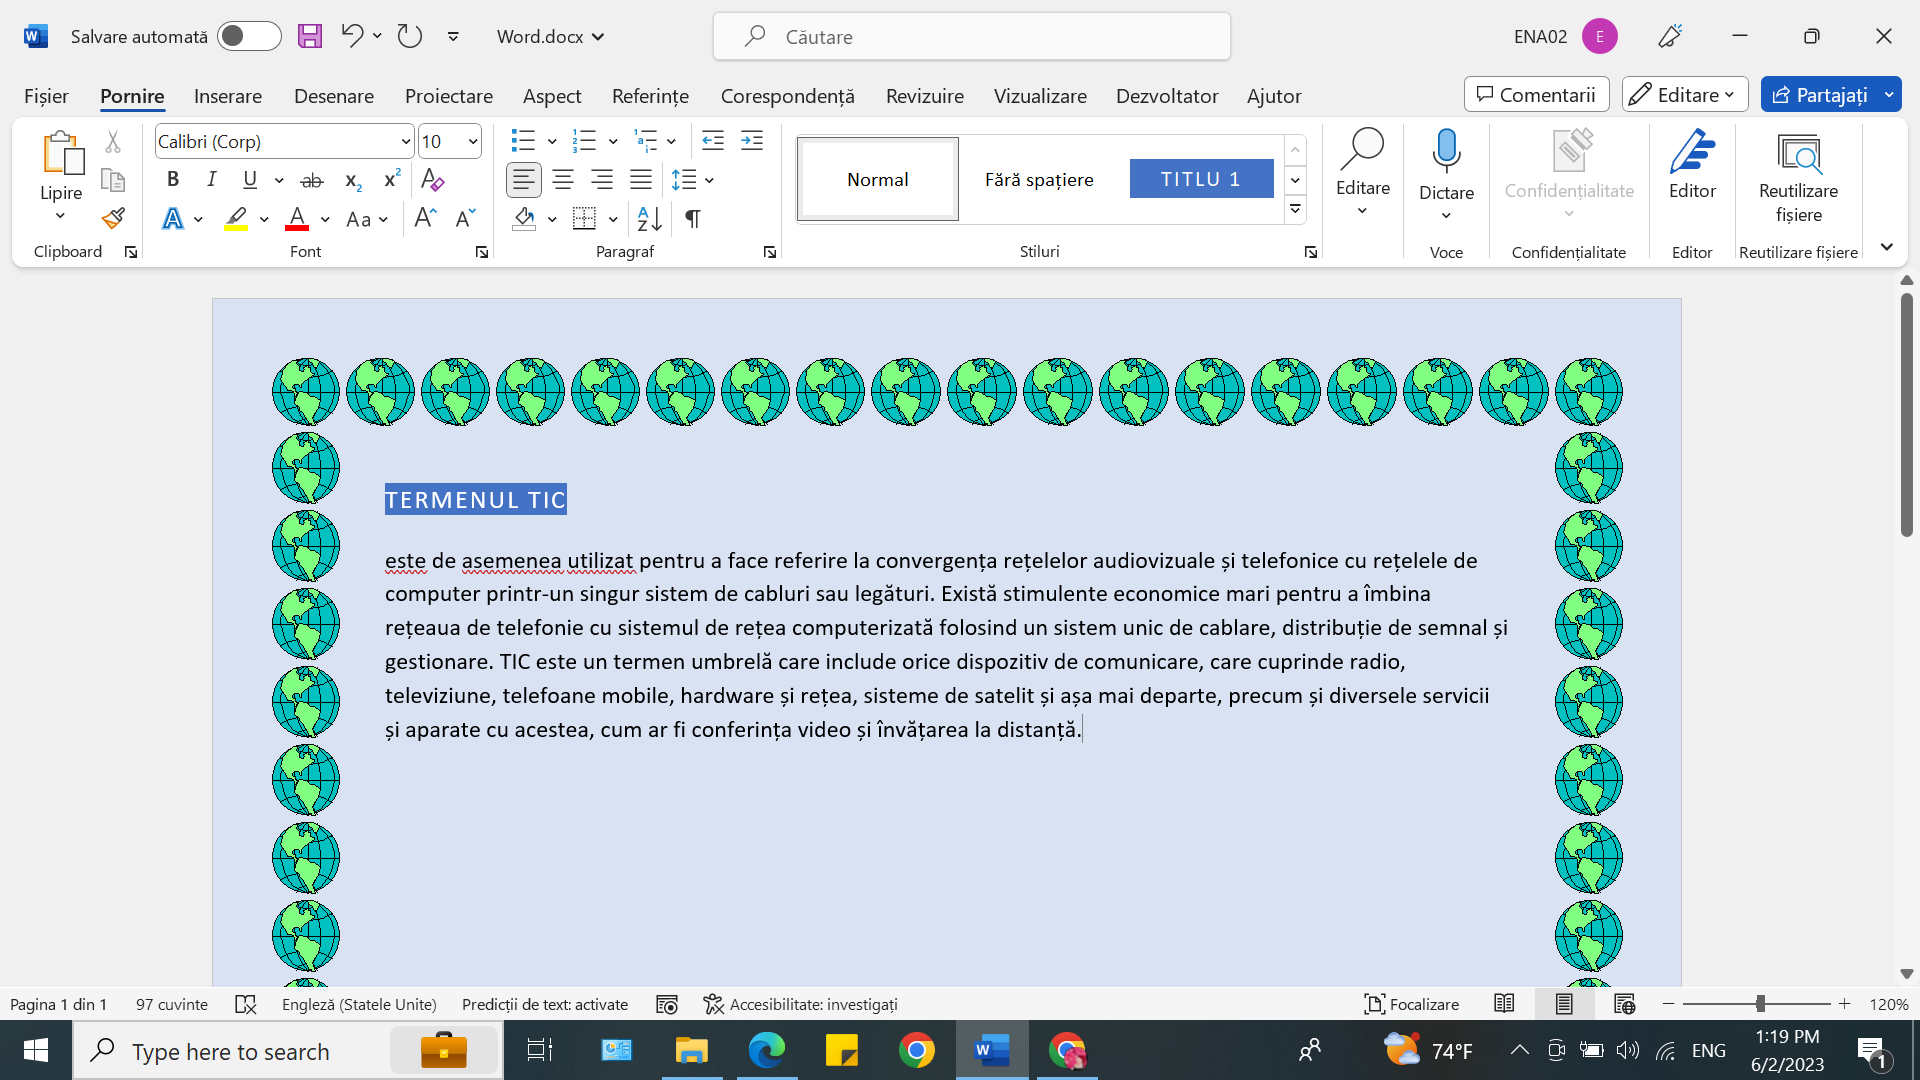 Salvare automată
Word.docx
Căutare
ENA02
E
Fișier
Pornire
Inserare
Desenare
Proiectare
Aspect
Referințe
Corespondență
Revizuire
Vizualizare
Dezvoltator
Ajutor
Comentarii
Editare
Partajați
Lipire
Clipboard
Calibri (Corp)
10
Font
Paragraf
Normal
Fără spațiere
TITLU 1
Stiluri
Editare
Dictare
Voce
Confidențialitate
Confidențialitate
Editor
Editor
Reutilizare
fișiere
Reutilizare fișiere
TERMENUL TIC
este de asemenea utilizat pentru a face referire la convergența rețelelor audiovizuale și telefonice cu rețelele de
computer printr-un singur sistem de cabluri sau legături. Există stimulente economice mari pentru a îmbina
rețeaua de telefonie cu sistemul de rețea computerizată folosind un sistem unic de cablare, distribuție de semnal și
gestionare. TIC este un termen umbrelă care include orice dispozitiv de comunicare, care cuprinde radio,
televiziune, telefoane mobile, hardware și rețea, sisteme de satelit și așa mai departe, precum și diversele servicii
și aparate cu acestea, cum ar fi conferința video și învățarea la distanță.
Pagina 1 din 1
97 cuvinte
Engleză (Statele Unite)
Predicții de text: activate
Accesibilitate: investigați
Focalizare
120%
Type here to search
74°F
ENG
1:19 PM
6/2/2023
1